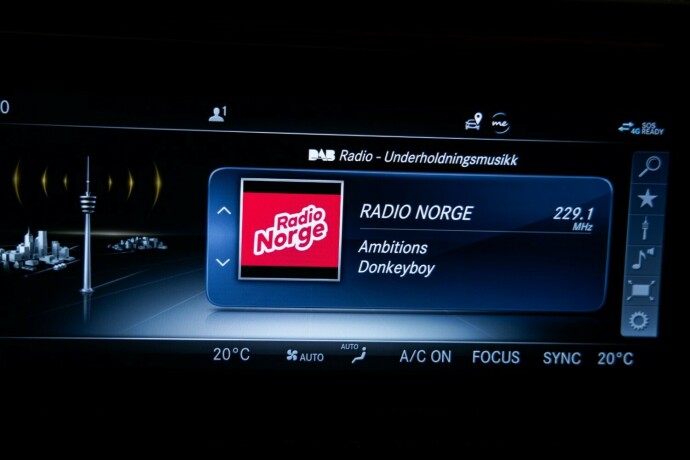 0
1
me
SOS
4G READY
DAB Radio - Underholdningsmusikk
Radio
Norge
RADIO NORGE 229.1
MHz
Ambitions
Donkeyboy
AUTO
20°C AUTO A/C ON FOCUS SYNC 20°C